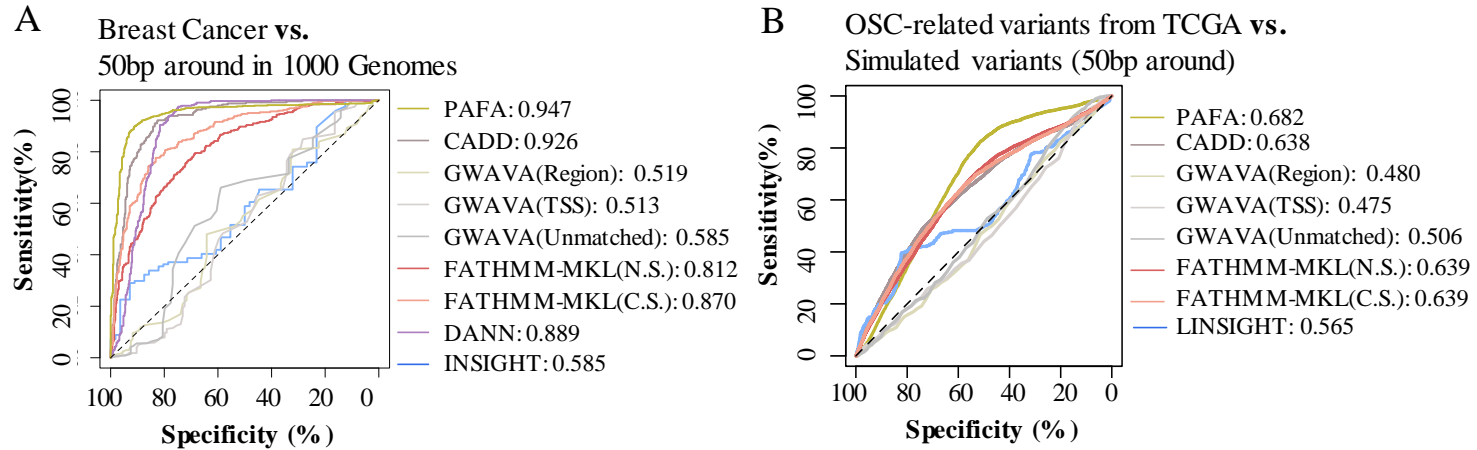 A
Breast Cancer vs.
50bp around in 1000 Genomes
Sensitivity(%)
100
80
60
40
20
0
100 80 60 40 20 0
Specificity (%)
PAFA: 0.947
CADD: 0.926
GWAVA(Region): 0.519
GWAVA(TSS): 0.513
GWAVA(Unmatched): 0.585
FATHMM-MKL(N.S.): 0.812
FATHMM-MKL(C.S.): 0.870
DANN: 0.889
INSIGHT: 0.585
B
OSC-related variants from TCGA vs.
Simulated variants (50bp around)
Sensitivity(%)
100
80
60
40
20
0
100 80 60 40 20 0
Specificity (%)
PAFA: 0.682
CADD: 0.638
GWAVA(Region): 0.480
GWAVA(TSS): 0.475
GWAVA(Unmatched): 0.506
FATHMM-MKL(N.S.): 0.639
FATHMM-MKL(C.S.): 0.639
LINSIGHT: 0.565